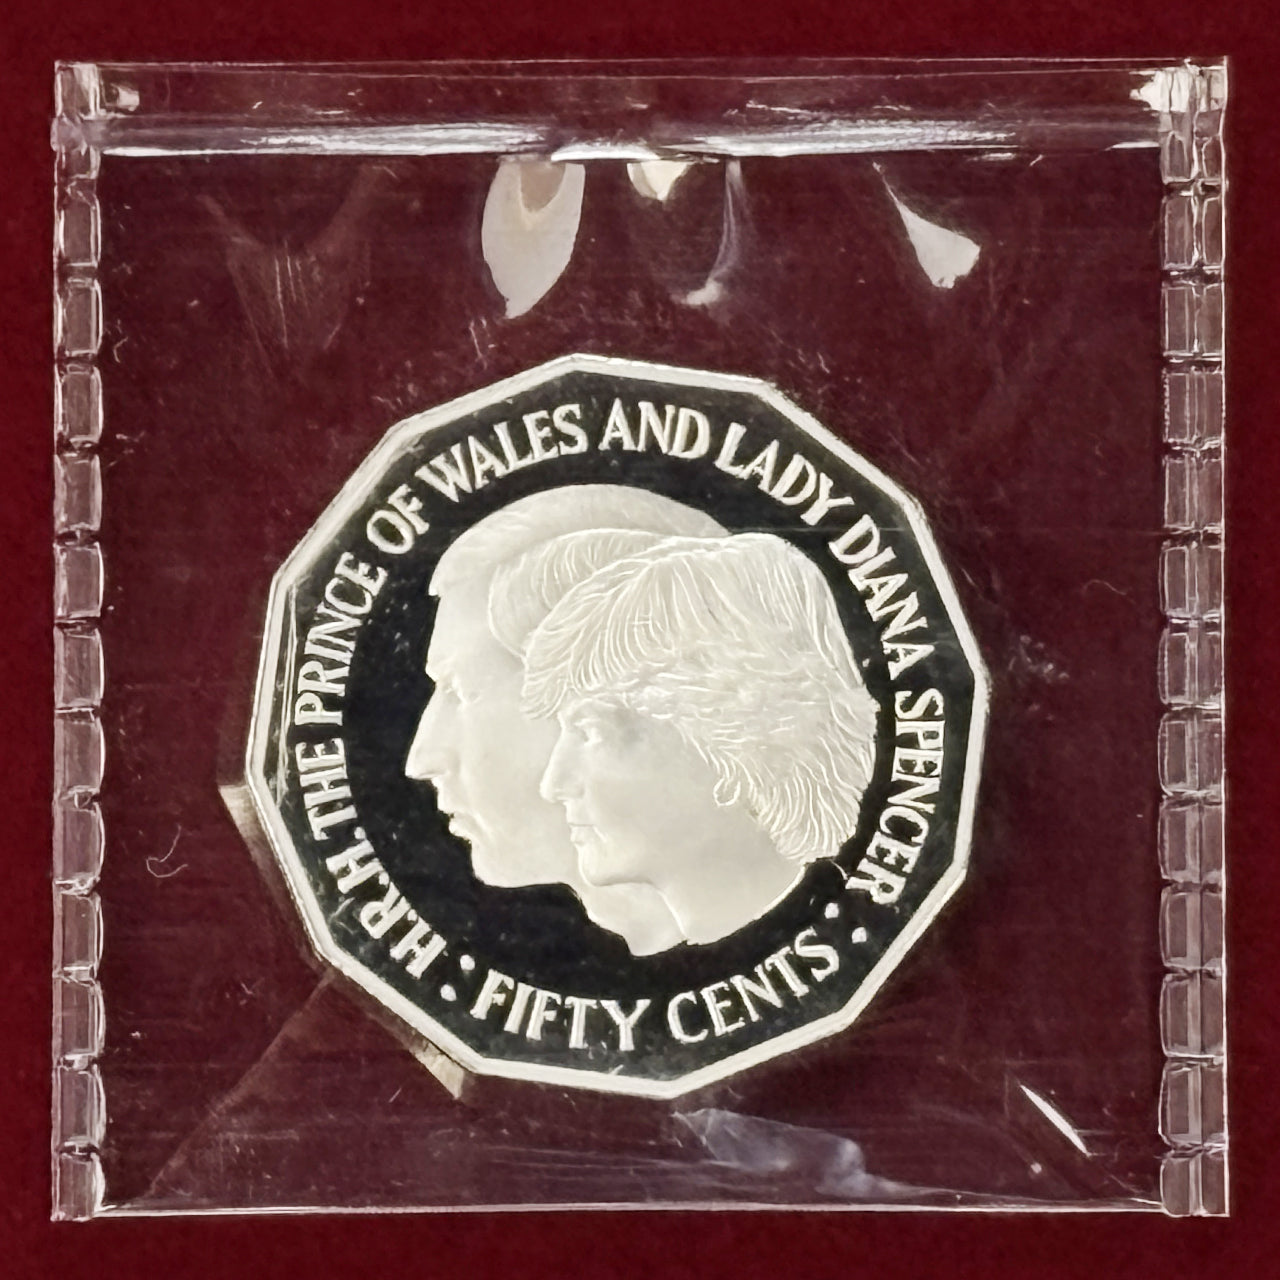 H.R.H. THE PRINCE OF WALES AND LADY DIANA SPENCER
: FIFTY CENTS :